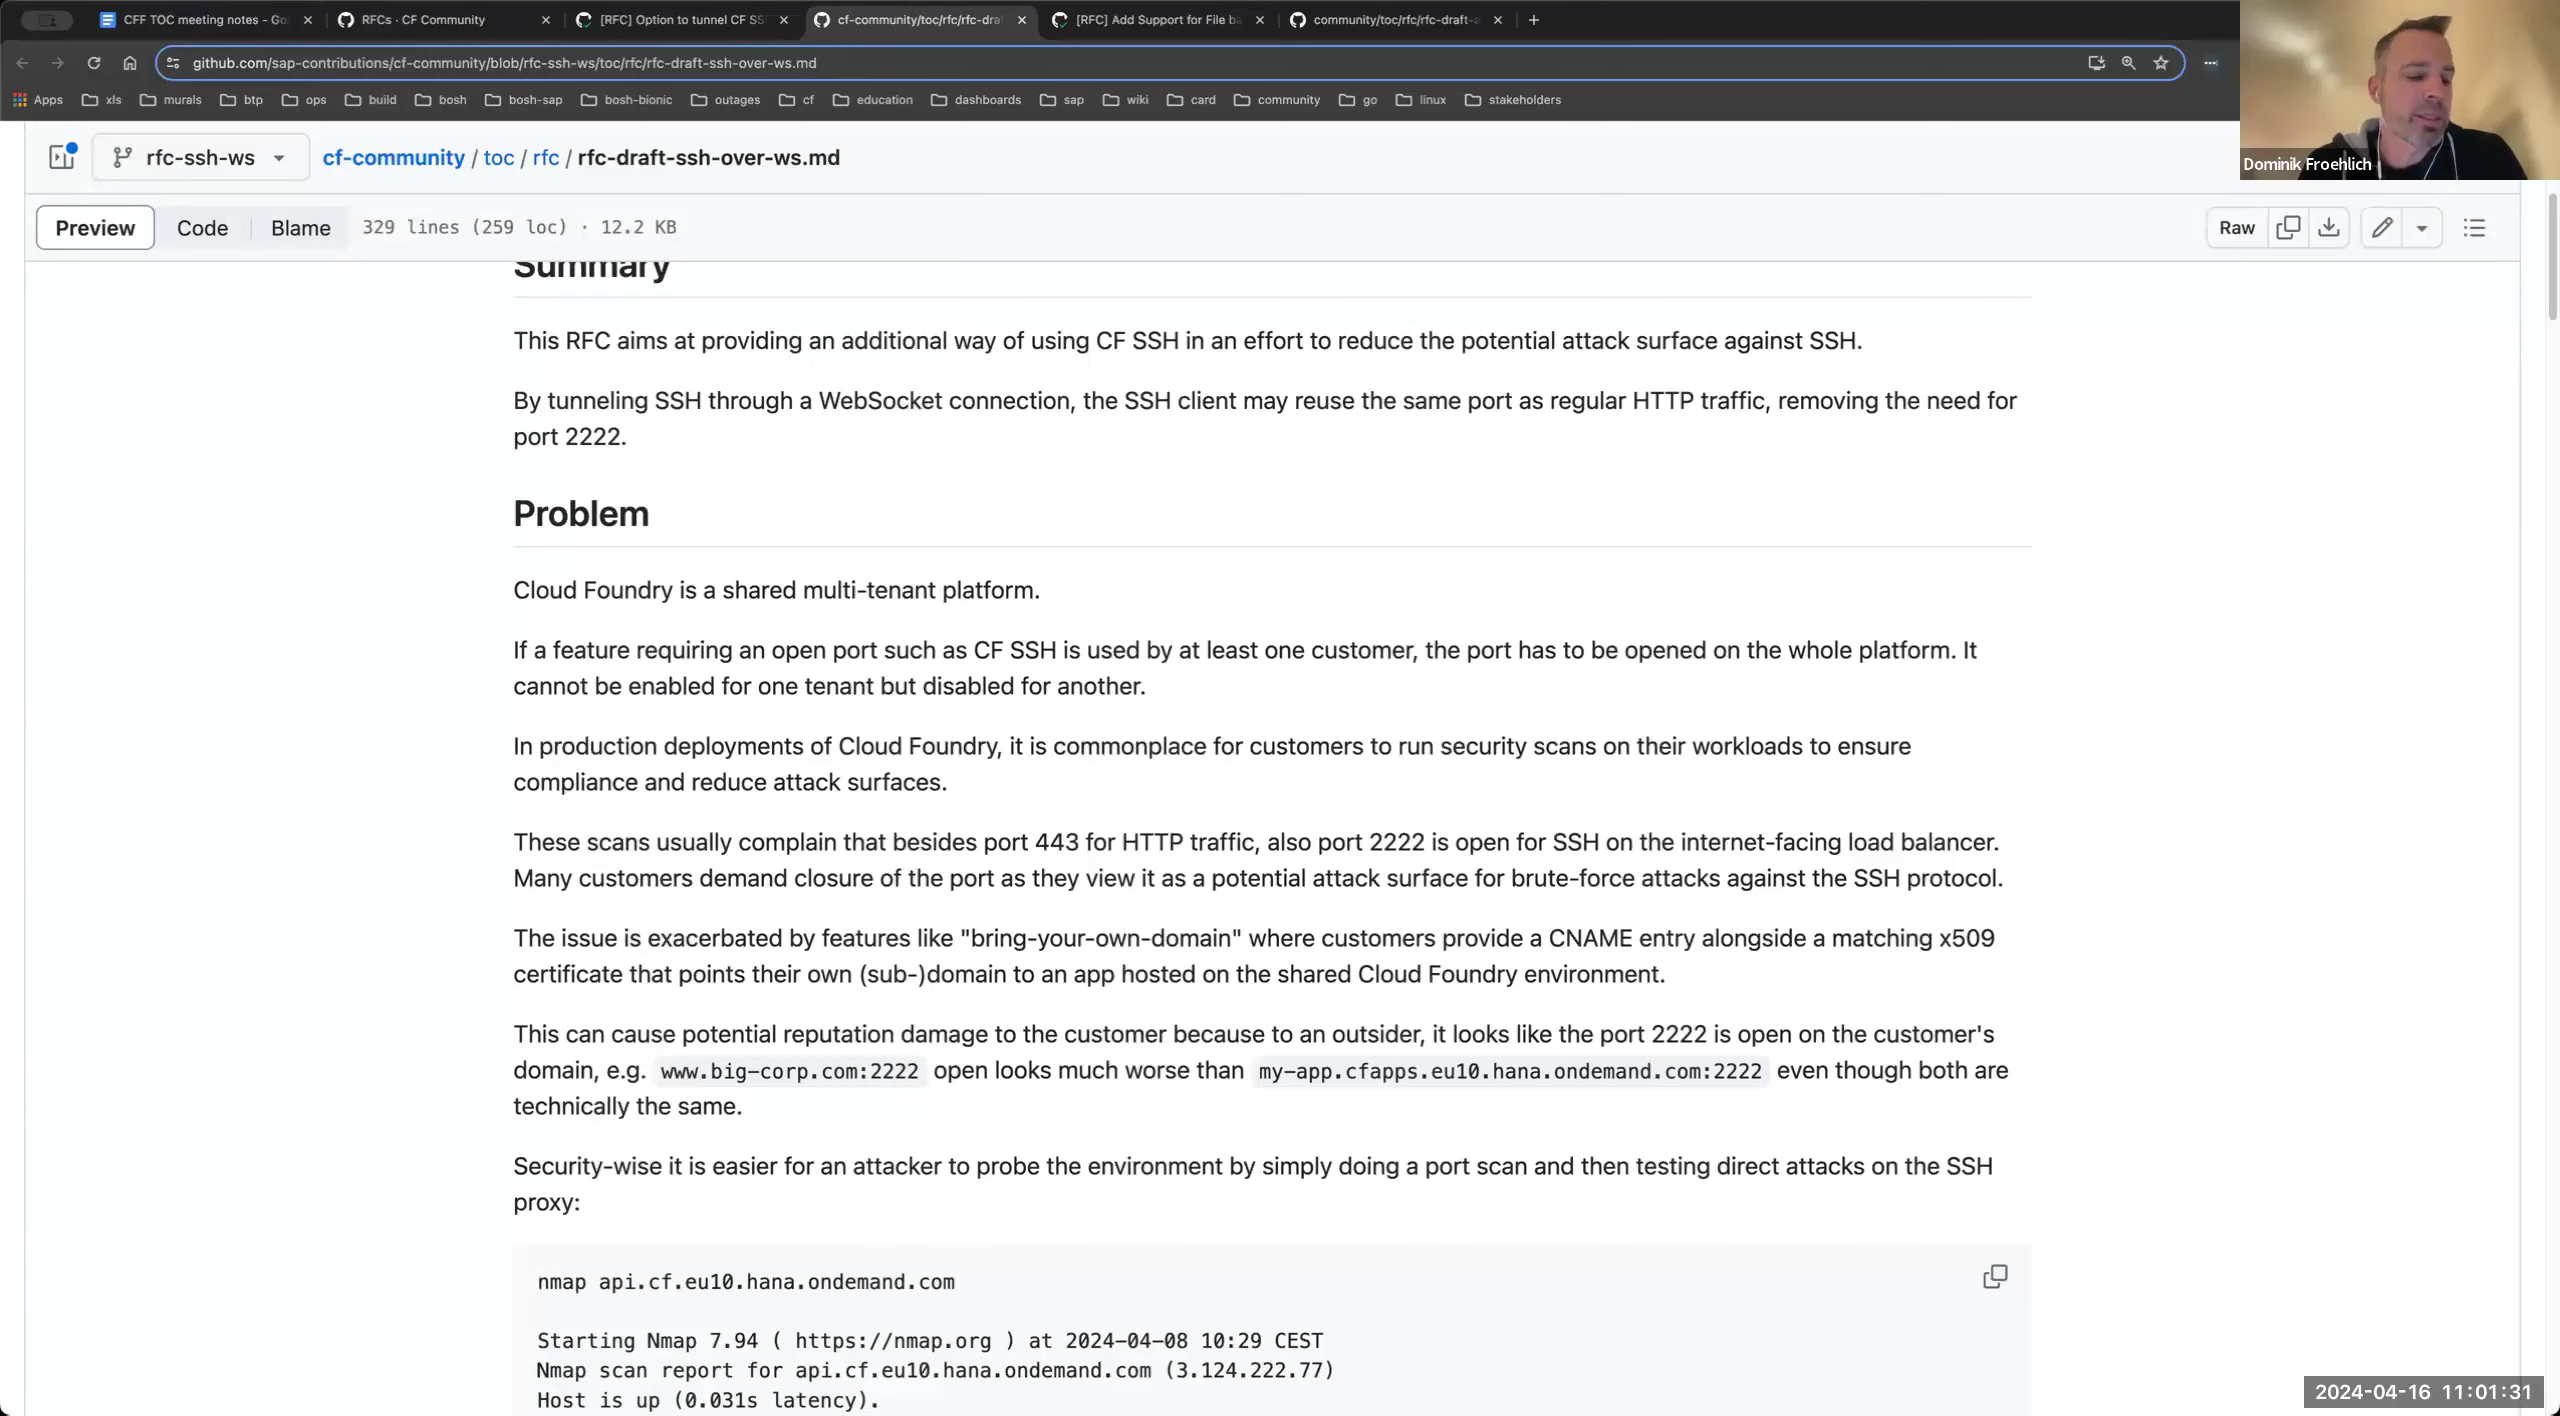 CFF TOC meeting notes - Go
RFCs · CF Community
[RFC] Option to tunnel CF SS
cf-community/toc/rfc/rfc-dra
[RFC] Add Support for File ba
community/toc/rfc/rfc-draft-a
github.com/sap-contributions/cf-community/blob/rfc-ssh-ws/toc/rfc/rfc-draft-ssh-over-ws.md
Apps xls murals btp ops build bosh bosh-sap bosh-bionic outages cf education dashboards sap wiki card community go linux stakeholders
Dominik Froehlich
rfc-ssh-ws cf-community / toc / rfc / rfc-draft-ssh-over-ws.md
Preview Code Blame 329 lines (259 loc) · 12.2 KB Raw
Summary
This RFC aims at providing an additional way of using CF SSH in an effort to reduce the potential attack surface against SSH.
By tunneling SSH through a WebSocket connection, the SSH client may reuse the same port as regular HTTP traffic, removing the need for
port 2222.
Problem
Cloud Foundry is a shared multi-tenant platform.
If a feature requiring an open port such as CF SSH is used by at least one customer, the port has to be opened on the whole platform. It
cannot be enabled for one tenant but disabled for another.
In production deployments of Cloud Foundry, it is commonplace for customers to run security scans on their workloads to ensure
compliance and reduce attack surfaces.
These scans usually complain that besides port 443 for HTTP traffic, also port 2222 is open for SSH on the internet-facing load balancer.
Many customers demand closure of the port as they view it as a potential attack surface for brute-force attacks against the SSH protocol.
The issue is exacerbated by features like "bring-your-own-domain" where customers provide a CNAME entry alongside a matching x509
certificate that points their own (sub-)domain to an app hosted on the shared Cloud Foundry environment.
This can cause potential reputation damage to the customer because to an outsider, it looks like the port 2222 is open on the customer's
domain, e.g. www.big-corp.com:2222 open looks much worse than my-app.cfapps.eu10.hana.ondemand.com:2222 even though both are
technically the same.
Security-wise it is easier for an attacker to probe the environment by simply doing a port scan and then testing direct attacks on the SSH
proxy:
nmap api.cf.eu10.hana.ondemand.com
Starting Nmap 7.94 ( https://nmap.org ) at 2024-04-08 10:29 CEST
Nmap scan report for api.cf.eu10.hana.ondemand.com (3.124.222.77)
Host is up (0.031s latency).
2024-04-16 11:01:31